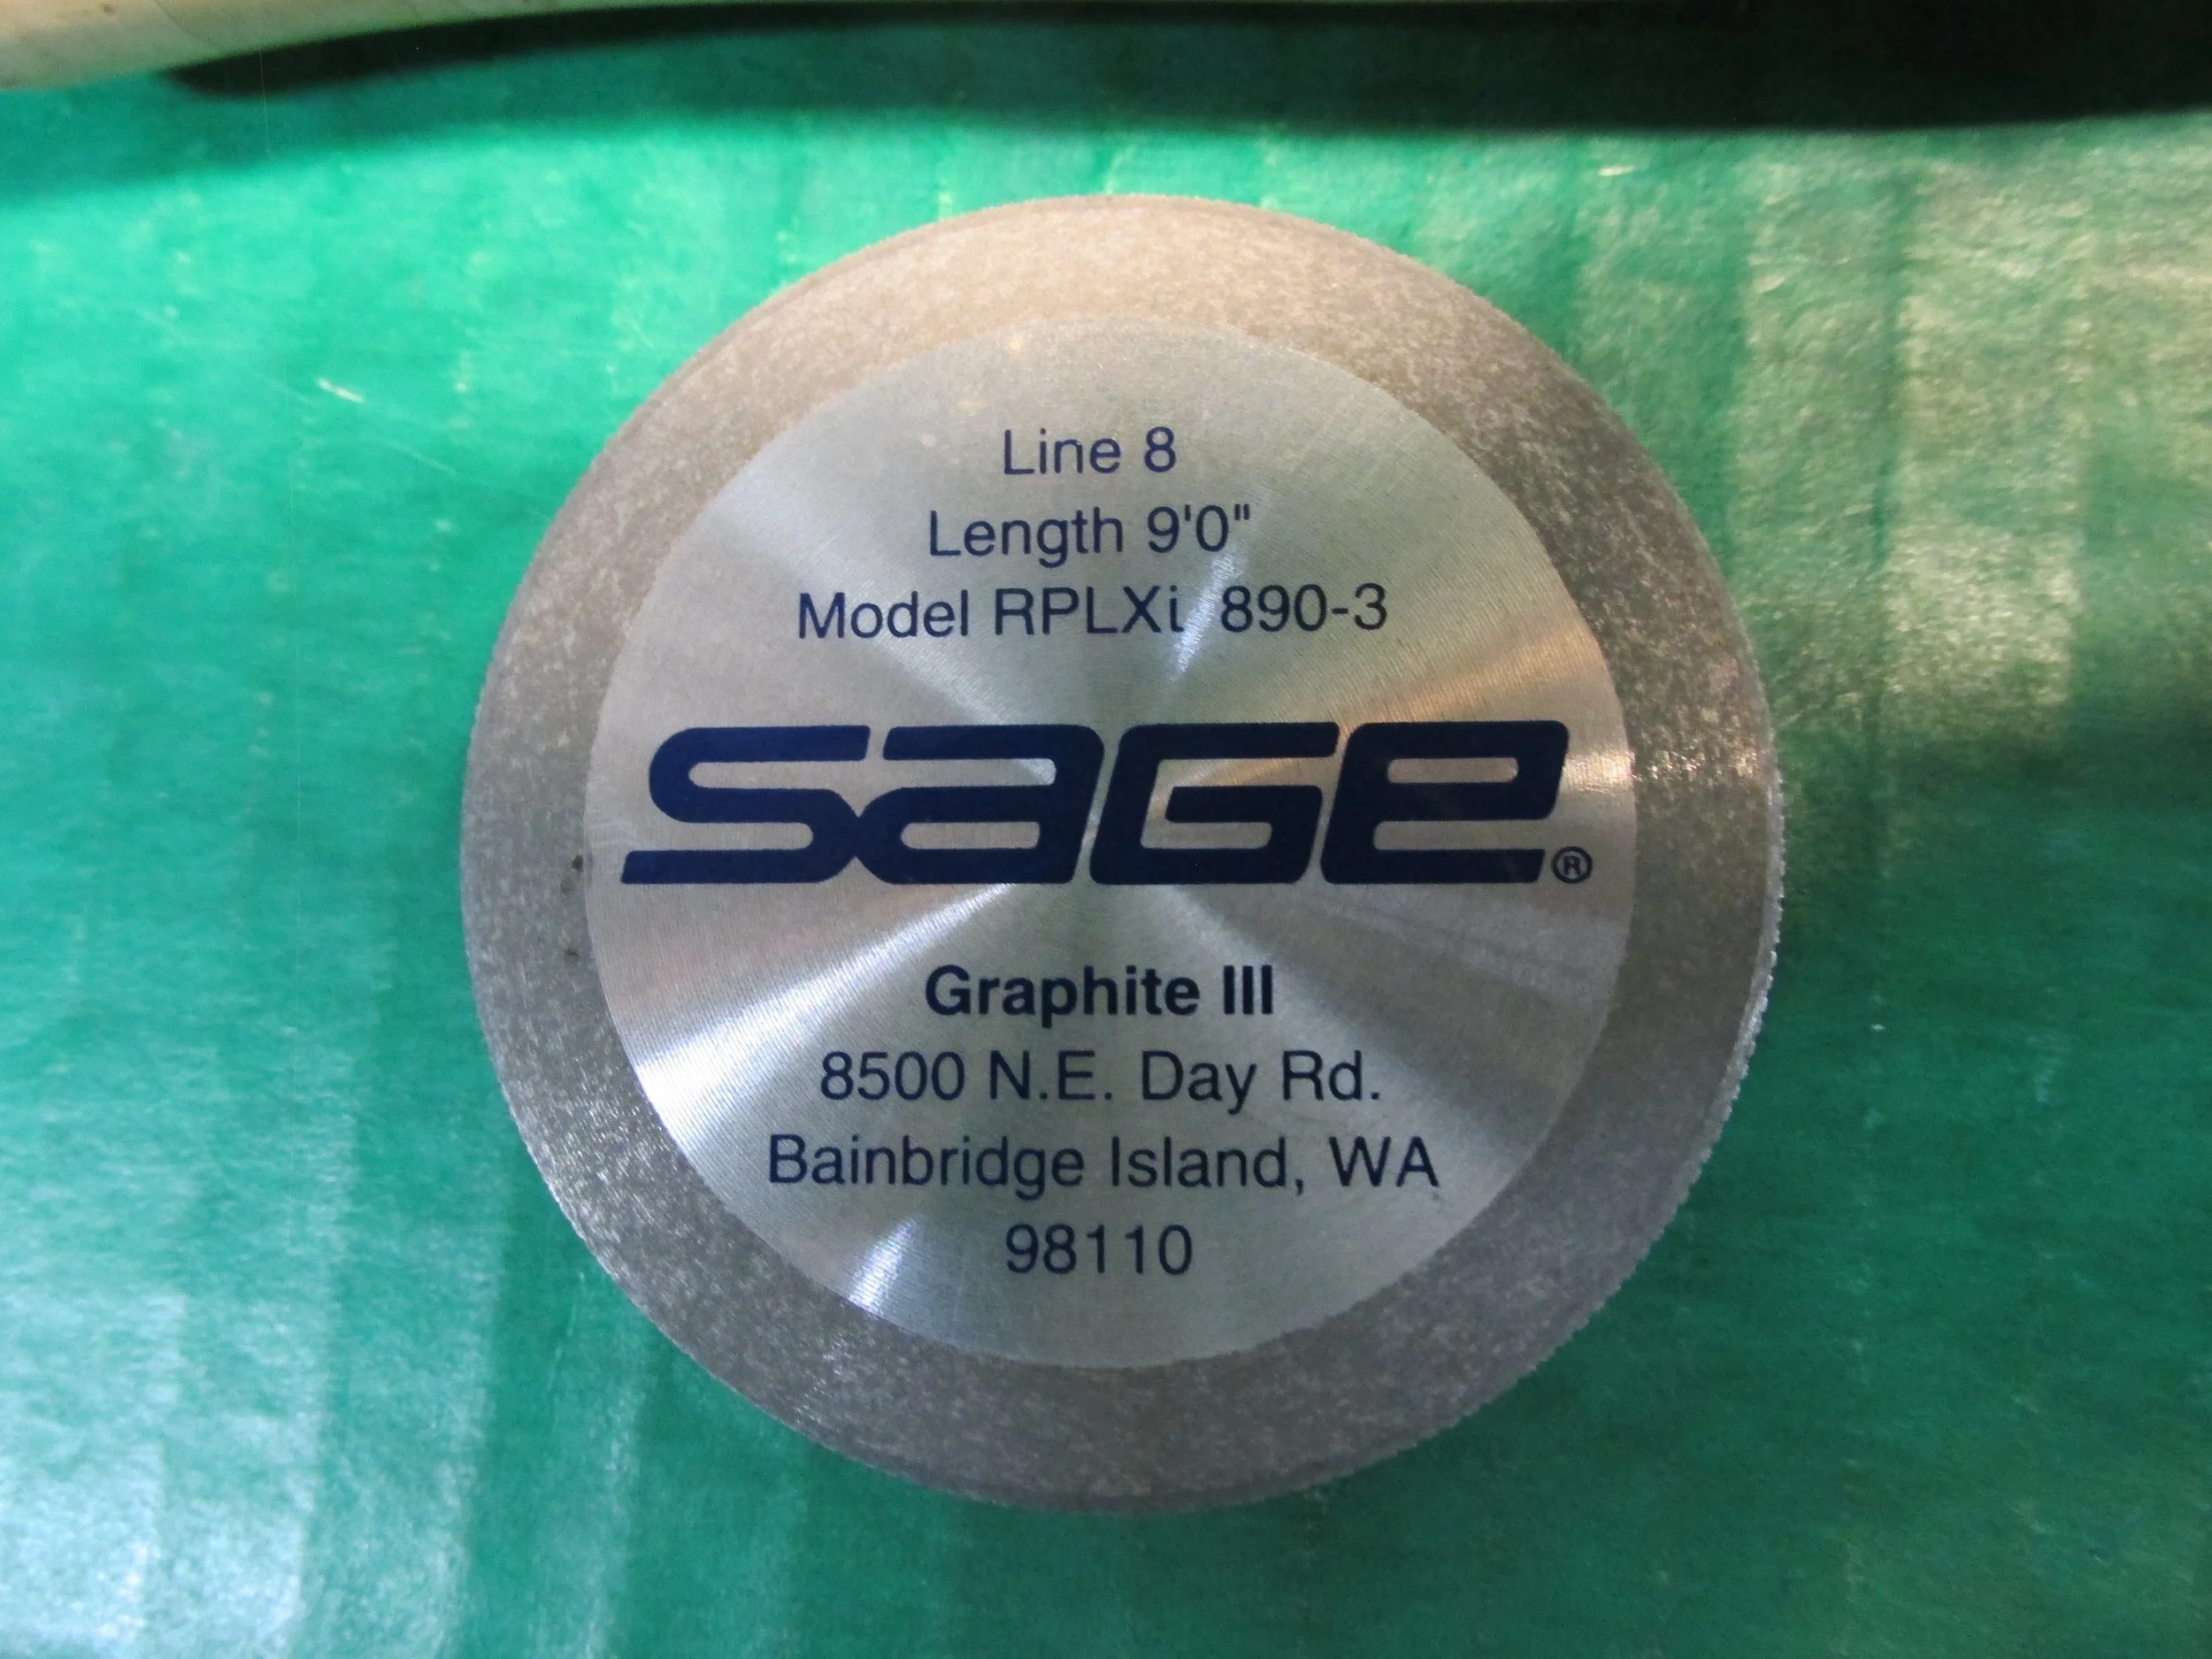 Line 8
Length 9'0"
Model RPLXi 890-3
SAGE®
Graphite III
8500 N.E. Day Rd.
Bainbridge Island, WA
98110